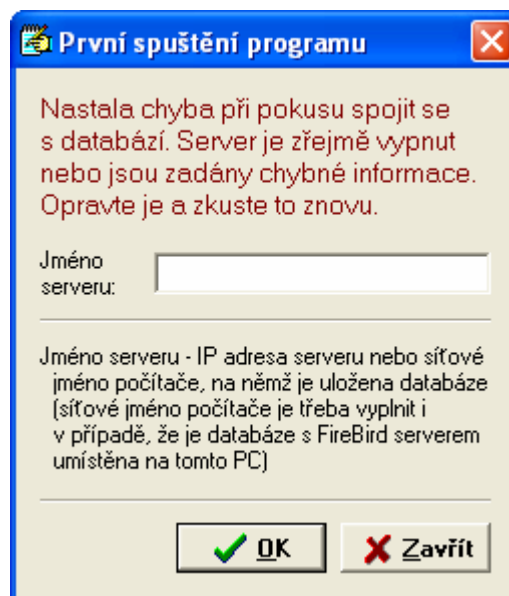 První spuštění programu
Nastala chyba při pokusu spojit se
s databází. Server je zřejmě vypnut
nebo jsou zadány chybné informace.
Opravte je a zkuste to znovu.
Jméno
serveru:
Jméno serveru - IP adresa serveru nebo síťové
jméno počítače, na němž je uložena databáze
(síťové jméno počítače je třeba vyplnit i
v případě, že je databáze s FireBird serverem
umístěna na tomto PC)
OK
Zavřít